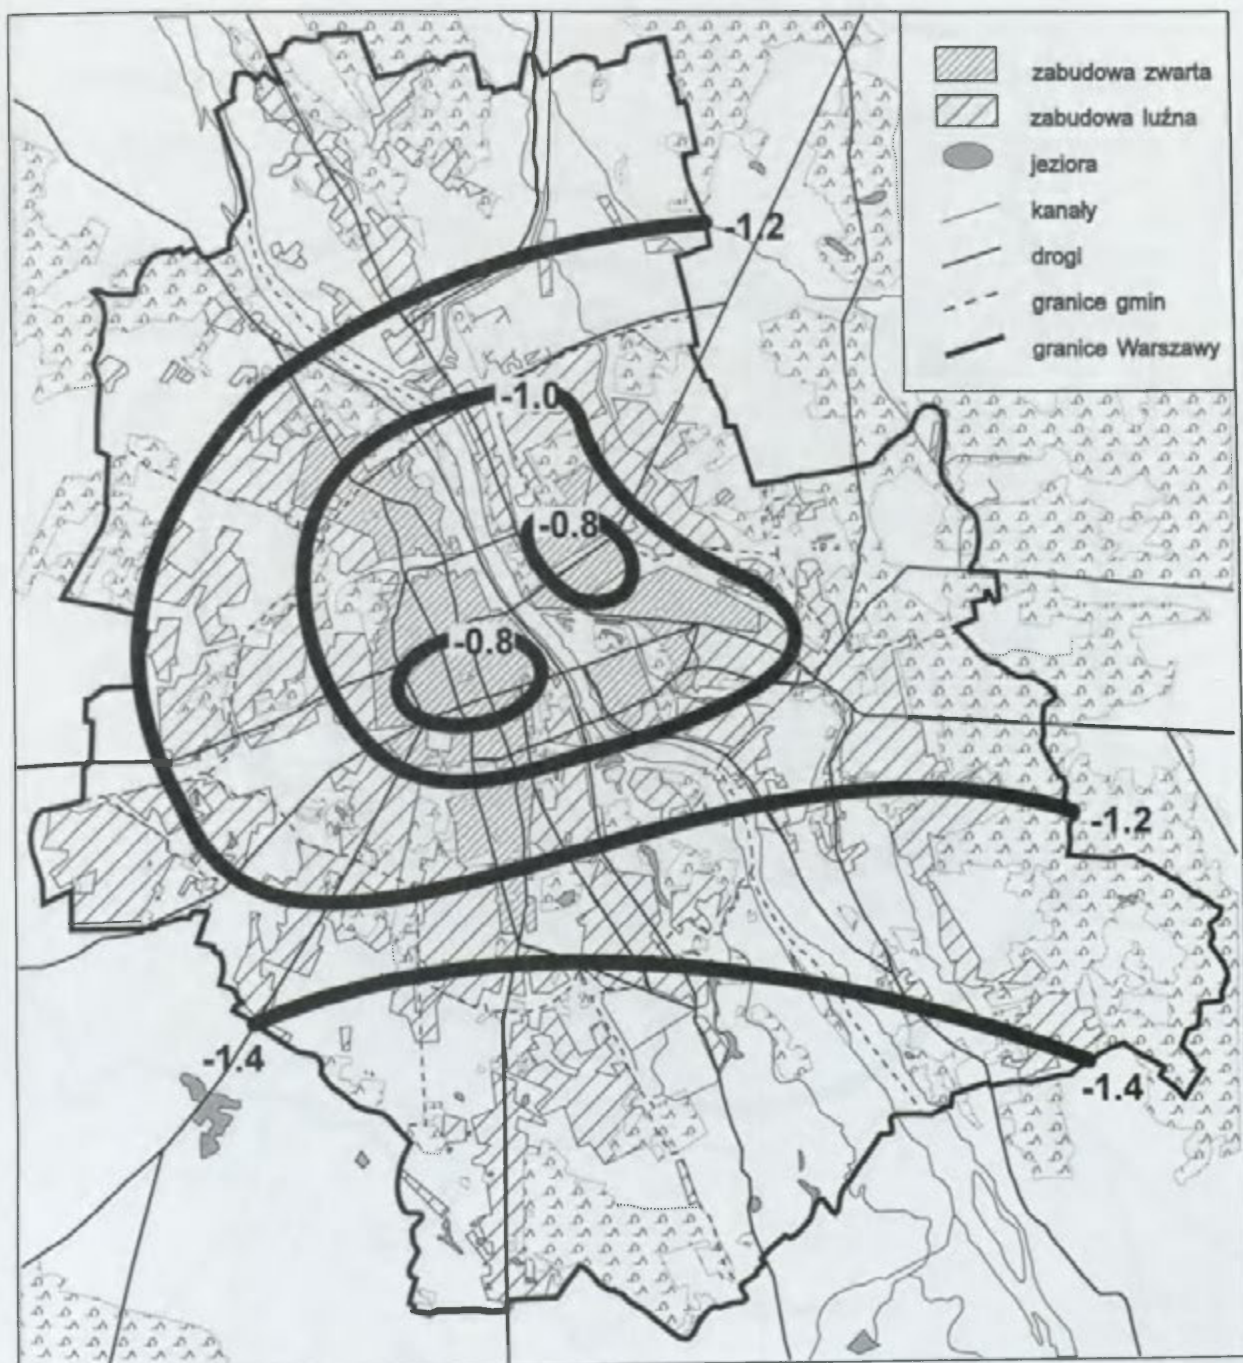 zabudowa zwarta
zabudowa luźna
jeziora
kanały
drogi
granice gmin
granice Warszawy
-1.2
-1.0
-0.8
-0.8
-1.2
-1.4
-1.4